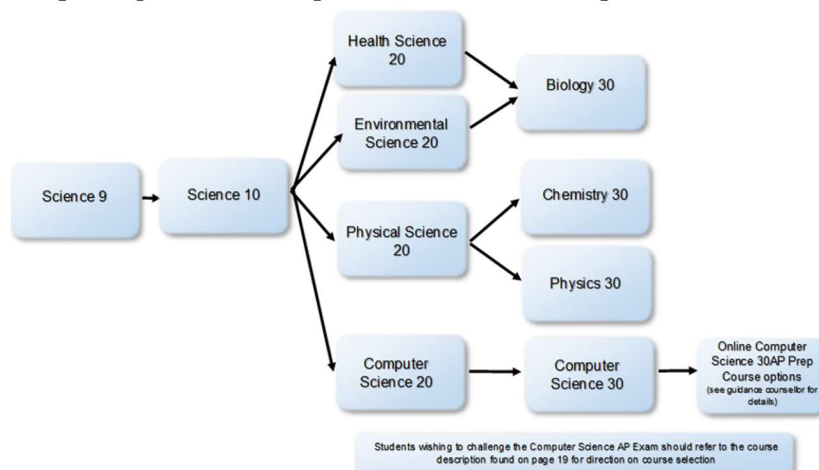 Health Science
20
Biology 30
Environmental
Science 20
Science 9
Science 10
Chemistry 30
Physical Science
20
Physics 30
Computer
Science 20
Computer
Science 30
Online Computer
Science 30AP Prep
Course options
(see guidance counsellor for
details)
Students wishing to challenge the Computer Science AP Exam should refer to the course
description found on page 19 for direction on course selection